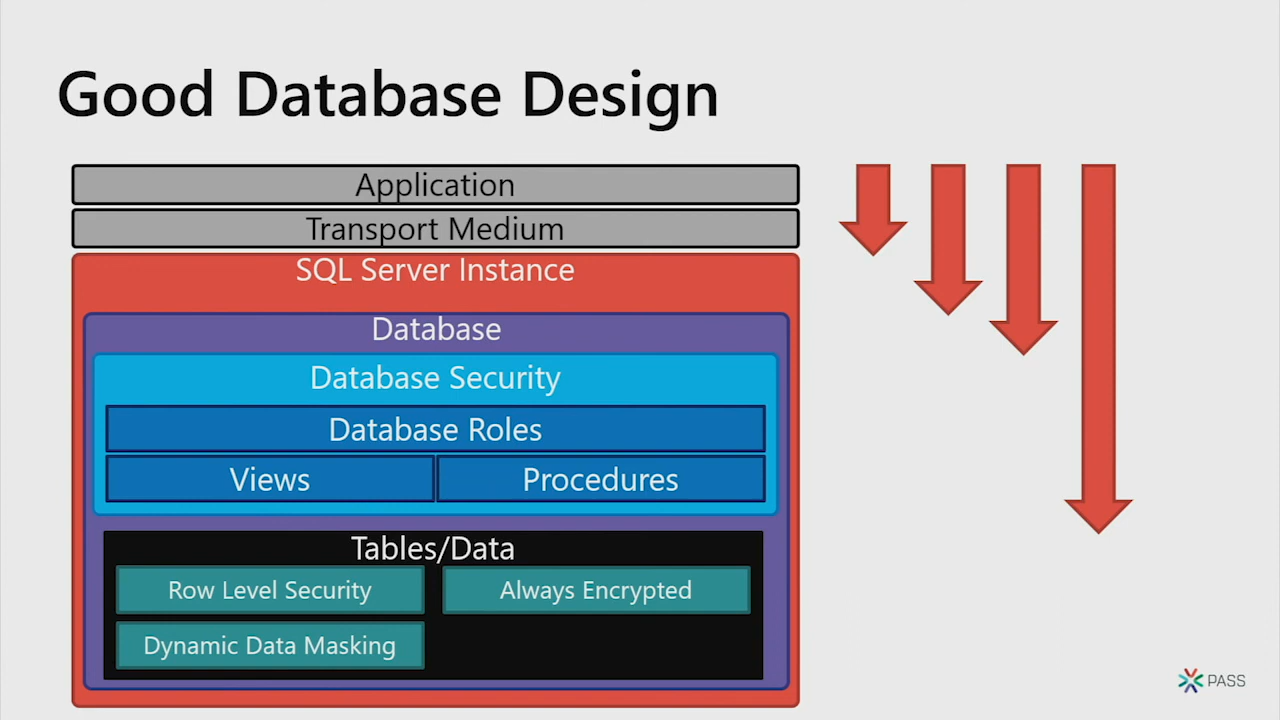 Good Database Design
Application
Transport Medium
SQL Server Instance
Database
Database Security
Database Roles
Views
Procedures
Tables/Data
Row Level Security
Always Encrypted
Dynamic Data Masking
PASS